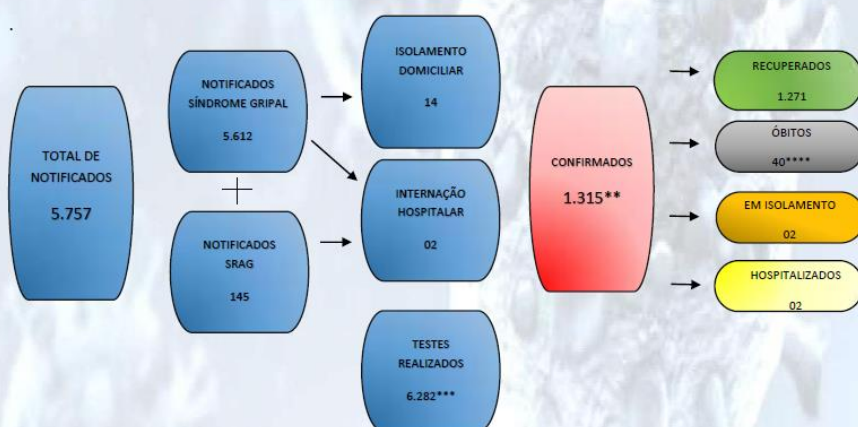 TOTAL DE
NOTIFICADOS
5.757
NOTIFICADOS
SÍNDROME GRIPAL
5.612
NOTIFICADOS
SRAG
145
ISOLAMENTO
DOMICILIAR
14
INTERNAÇÃO
HOSPITALAR
02
TESTES
REALIZADOS
6.282***
CONFIRMADOS
1.315**
RECUPERADOS
1.271
ÓBITOS
40****
EM ISOLAMENTO
02
HOSPITALIZADOS
02